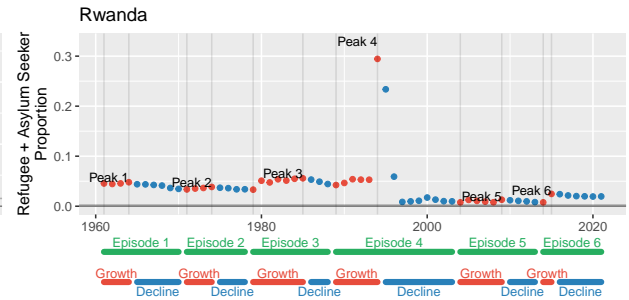 Rwanda
Refugee + Asylum Seeker
Proportion
0.3
0.2
0.1
0.0
Peak 1
Peak 2
Peak 3
Peak 4
Peak 5
Peak 6
1960
1980
2000
2020
Episode 1
Episode 2
Episode 3
Episode 4
Episode 5
Episode 6
Growth
Growth
Growth
Growth
Growth
Growth
Decline
Decline
Decline
Decline
Decline
Decline